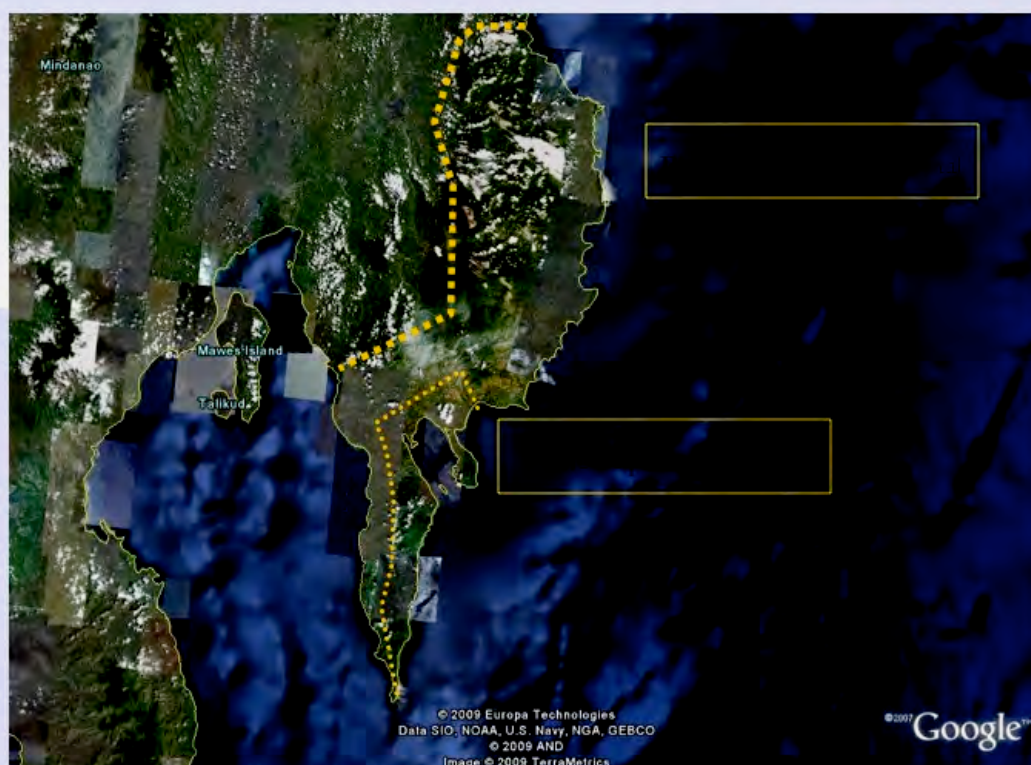 Mindanao
Mawes Island
Talikud
© 2009 Europa Technologies
Data SIO, NOAA, U.S. Navy, NGA, GEBCO
© 2009 AND
Image © 2009 TerraMetrics
©2007 Google™